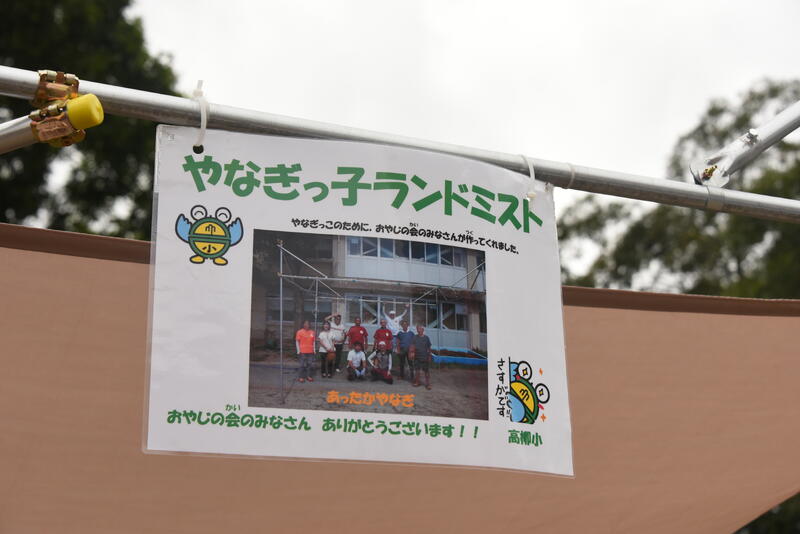 やなぎっ子ランドミスト
やなぎっこのために、おやじの会のみなさんが作ってくれました。
小
あったかやなぎ
さすがです
おやじの会のみなさん ありがとうございます！！
高柳小